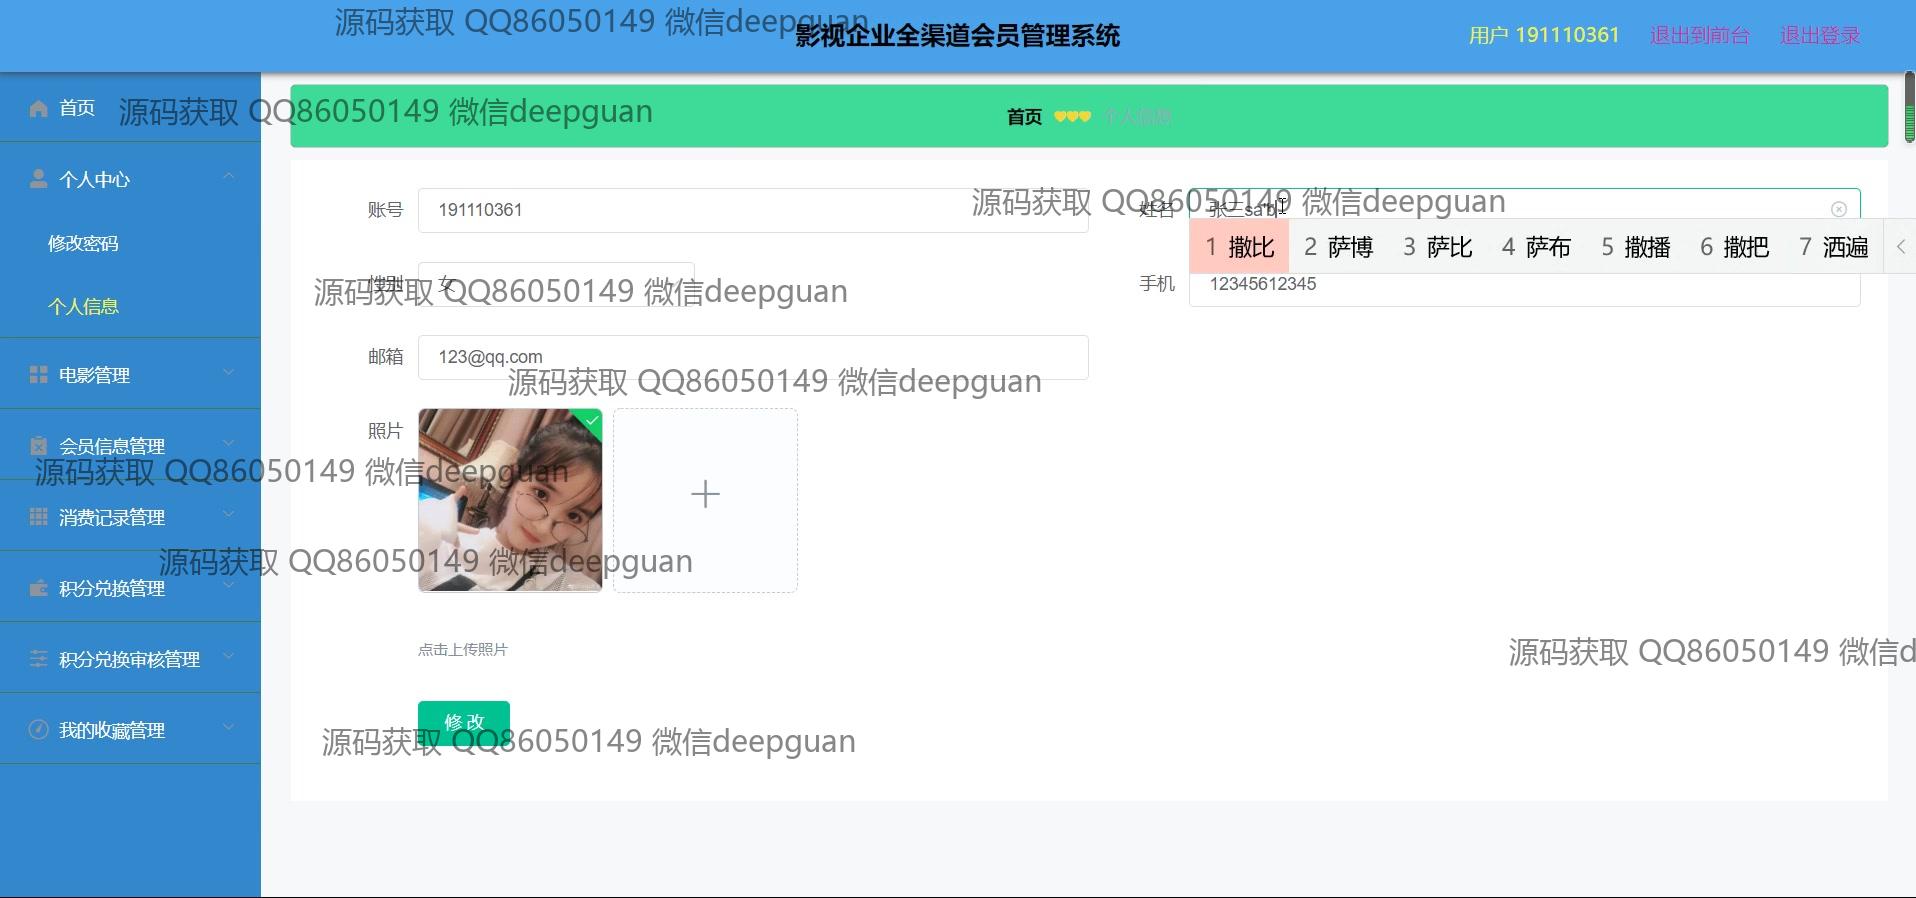 源码获取 QQ86050149 微信deepguan
影视企业全渠道会员管理系统
用户 191110361
退出到前台
退出登录
首页
源码获取 QQ86050149 微信deepguan
首页
个人信息
个人中心
修改密码
个人信息
电影管理
会员信息管理
消费记录管理
积分兑换管理
积分兑换审核管理
我的收藏管理
账号
191110361
源码获取 QQ86050149 微信deepguan
姓名
张三sa'b
1 撒比 2 萨博 3 萨比 4 萨布 5 撒播 6 撒把 7 洒遍
性别
女
源码获取 QQ86050149 微信deepguan
手机
12345612345
邮箱
123@qq.com
源码获取 QQ86050149 微信deepguan
照片
源码获取 QQ86050149 微信deepguan
源码获取 QQ86050149 微信deepguan
点击上传照片
源码获取 QQ86050149 微信d
修改
源码获取 QQ86050149 微信deepguan